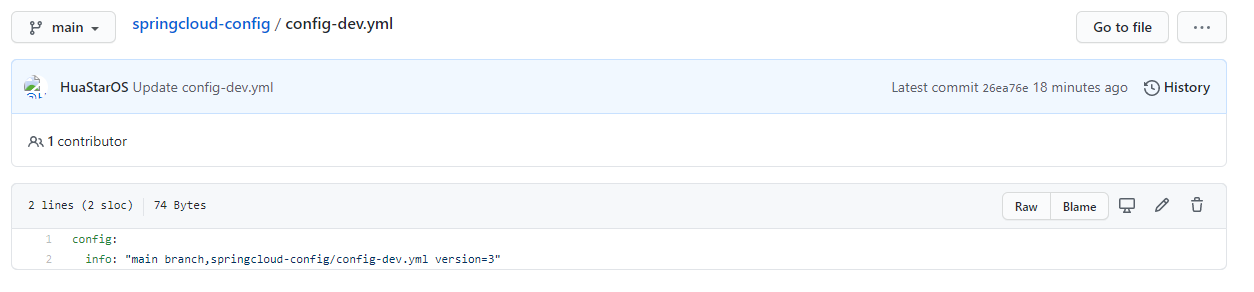 main springcloud-config / config-dev.yml Go to file ...
HuaStarOS Update config-dev.yml Latest commit 26ea76e 18 minutes ago History
1 contributor
2 lines (2 sloc) 74 Bytes Raw Blame
1 config:
2 info: "main branch,springcloud-config/config-dev.yml version=3"